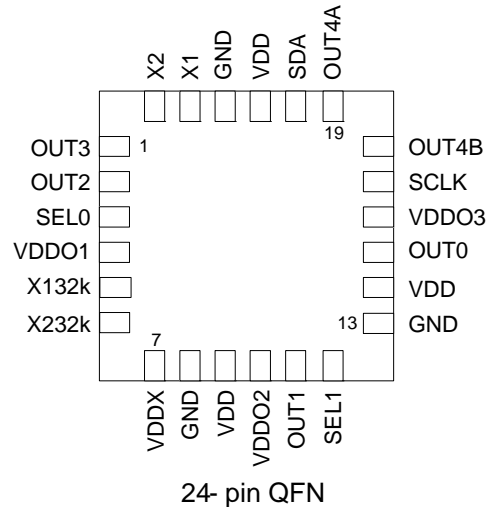 X2
X1
GND
VDD
SDA
OUT4A
19
1
OUT3
OUT2
SEL0
VDDO1
X132k
X232k
OUT4B
SCLK
VDDO3
OUT0
VDD
GND
13
7
VDDX
GND
VDD
VDDO2
OUT1
SEL1
24- pin QFN